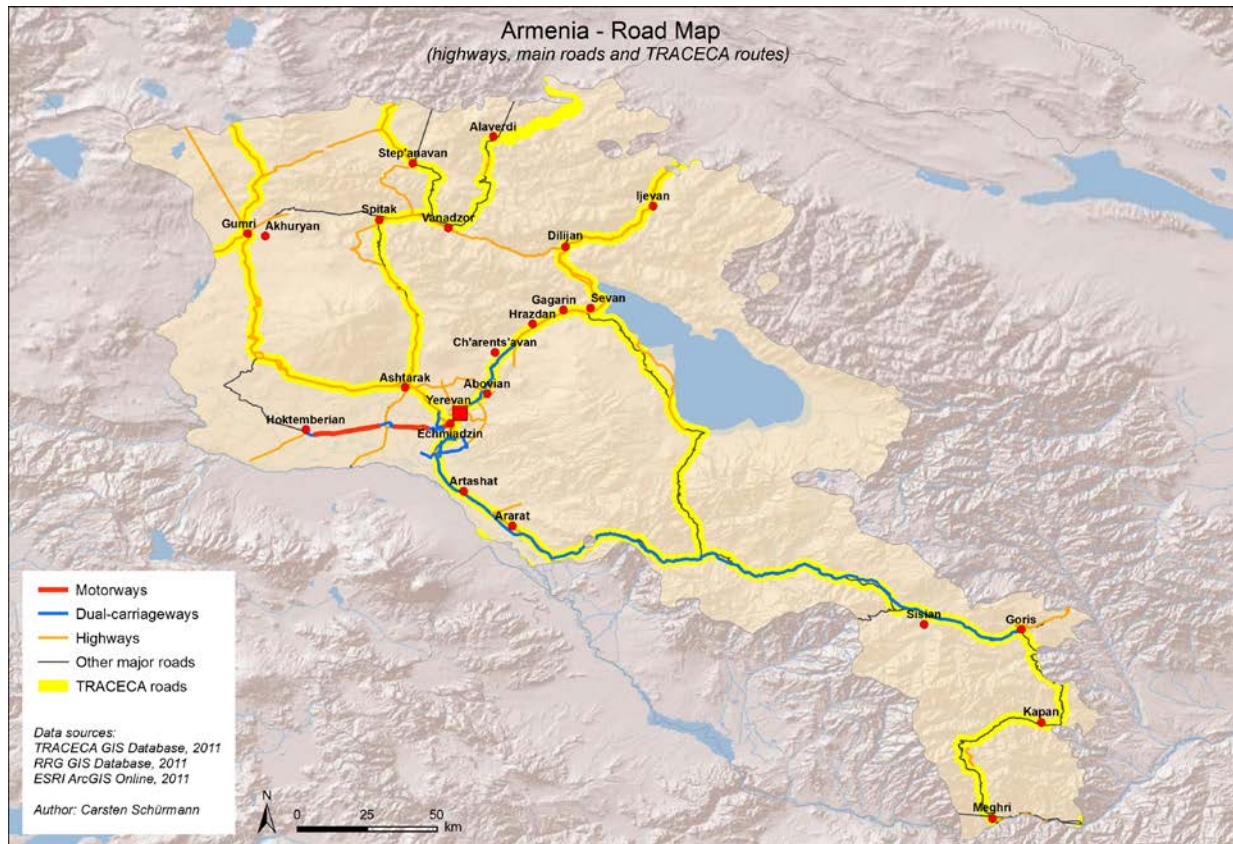 Armenia - Road Map
(highways, main roads and TRACECA routes)
Alaverdi
Step'anavan
Ijevan
Spitak
Vanadzor
Gumri
Akhuryan
Dilijan
Gagarin
Sevan
Hrazdan
Ch'arents'avan
Ashtarak
Abovian
Yerevan
Hoktemberian
Echmiadzin
Artashat
Ararat
Sisian
Goris
Kapan
Meghri
Motorways
Dual-carriageways
Highways
Other major roads
TRACECA roads
Data sources:
TRACECA GIS Database, 2011
RRG GIS Database, 2011
ESRI ArcGIS Online, 2011
Author: Carsten Schürmann
N
0 25 50
km